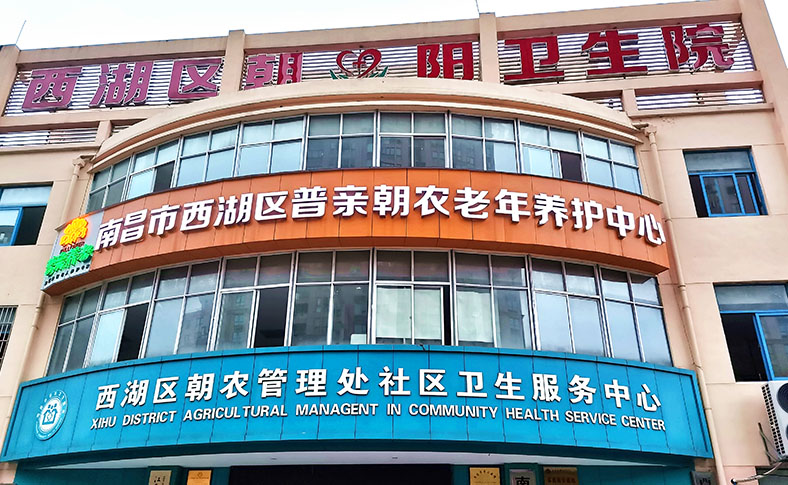 西湖区朝阳卫生院
南昌市西湖区普亲朝农老年养护中心
西湖区朝农管理处社区卫生服务中心
XIHU DISTRICT AGRICULTURAL MANAGENT IN COMMUNITY HEALTH SERVICE CENTER